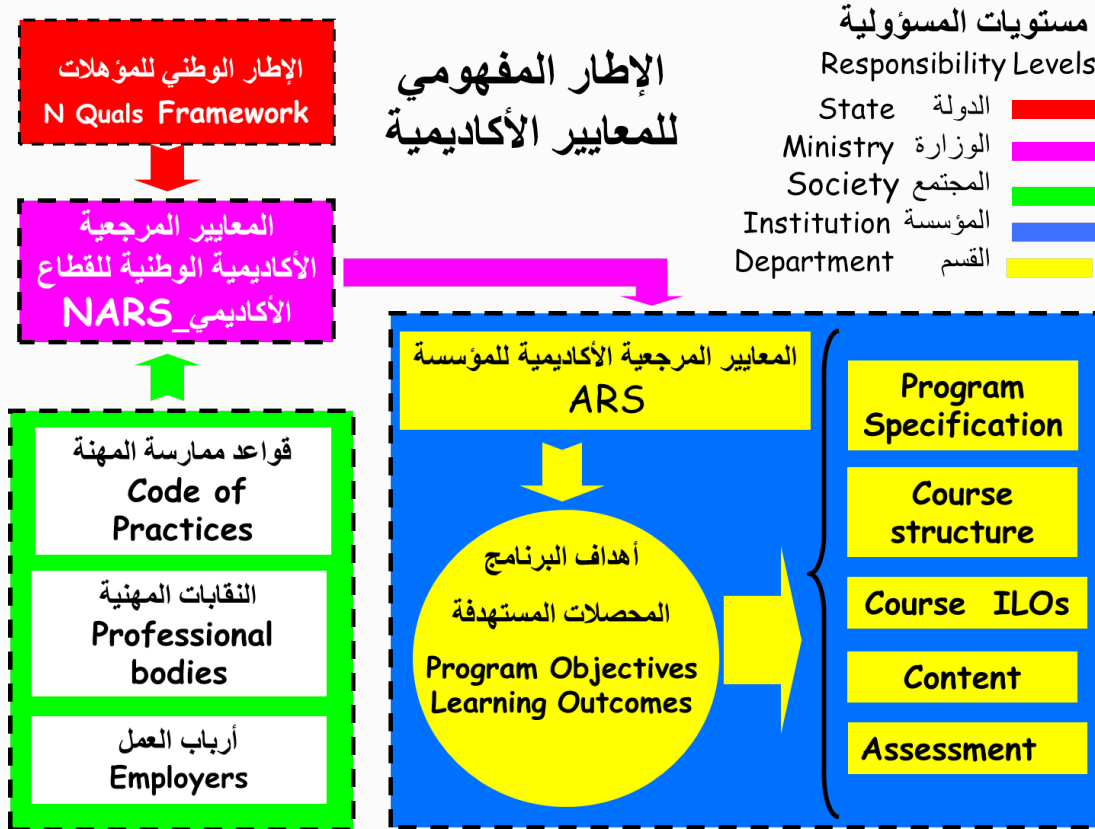 الإطار المفهومي
للمعايير الأكاديمية
مستويات المسؤولية
Responsibility Levels
State الدولة
Ministry الوزارة
Society المجتمع
Institution المؤسسة
Department القسم
الإطار الوطني للمؤهلات
N Quals Framework
المعايير المرجعية
الأكاديمية الوطنية للقطاع
الأكاديمي_NARS
قواعد ممارسة المهنة
Code of
Practices
النقابات المهنية
Professional
bodies
أرباب العمل
Employers
المعايير المرجعية الأكاديمية للمؤسسة
ARS
أهداف البرنامج
المحصلات المستهدفة
Program Objectives
Learning Outcomes
Program
Specification
Course
structure
Course ILOs
Content
Assessment